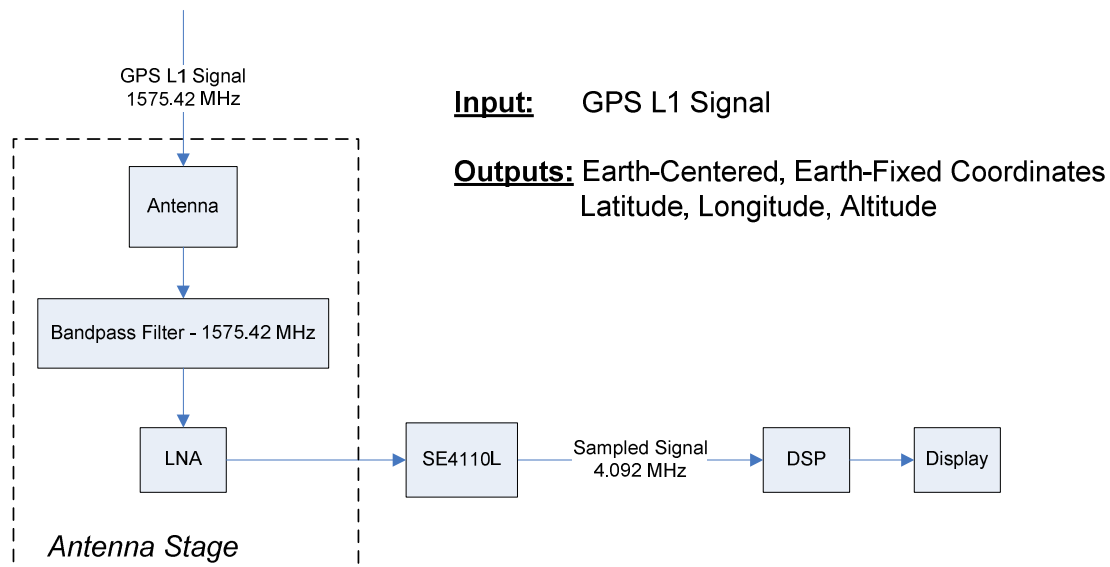 GPS L1 Signal
1575.42 MHz
Input: GPS L1 Signal
Outputs: Earth-Centered, Earth-Fixed Coordinates
Latitude, Longitude, Altitude
Antenna
Bandpass Filter - 1575.42 MHz
LNA
SE4110L
Sampled Signal
4.092 MHz
DSP
Display
Antenna Stage